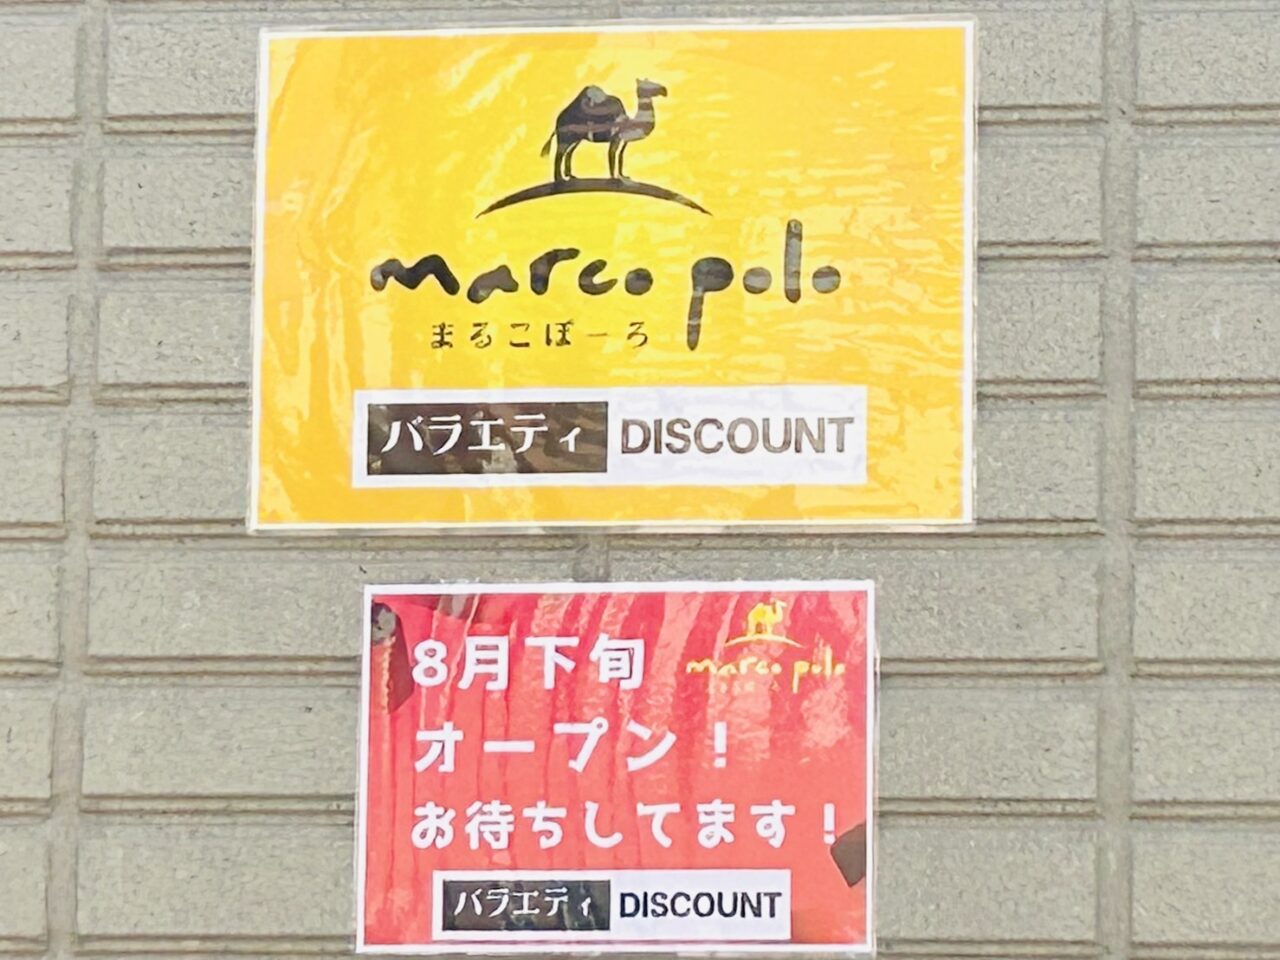 marco polo
まるこぽーろ
バラエティ DISCOUNT
8月下旬
marco polo
オープン！
お待ちしてます！
バラエティ DISCOUNT